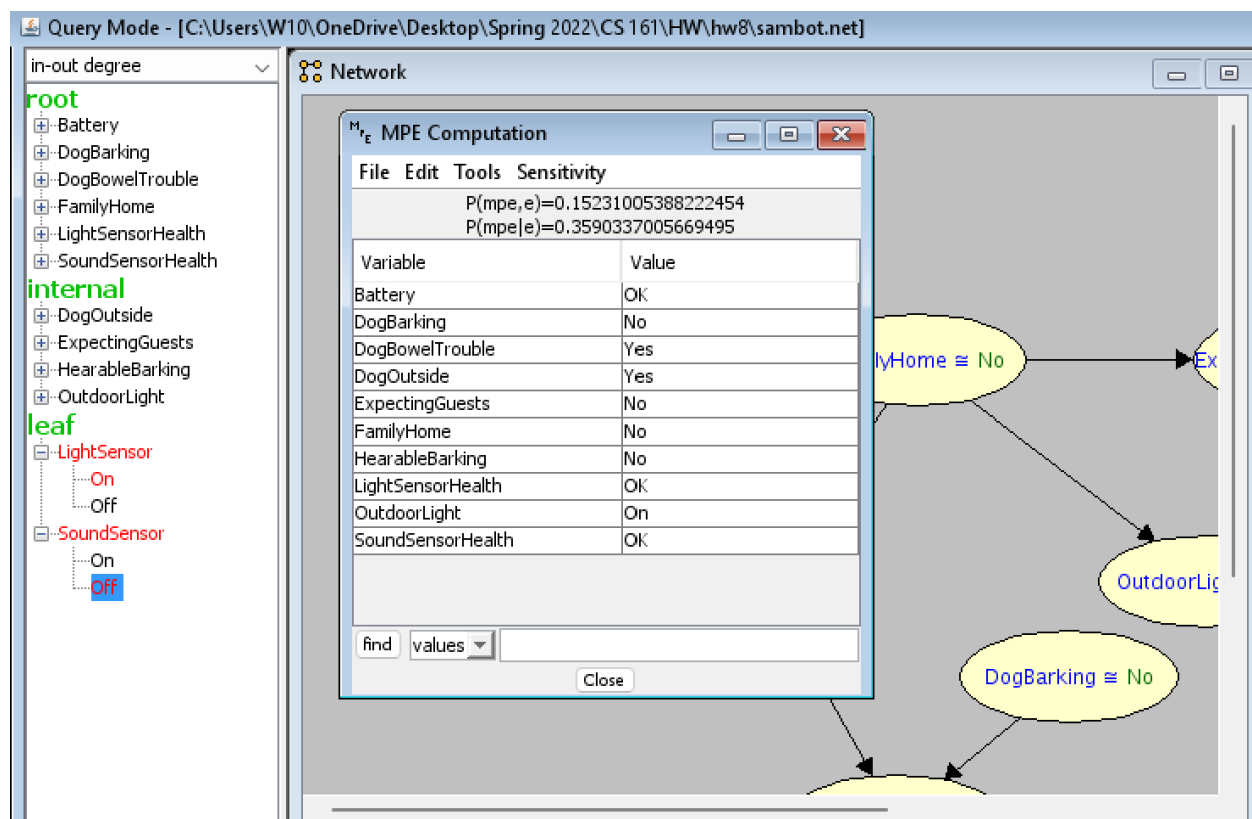 Query Mode - [C:\Users\W10\OneDrive\Desktop\Spring 2022\CS 161\HW\hw8\sambot.net]
in-out degree
root
Battery
DogBarking
DogBowelTrouble
FamilyHome
LightSensorHealth
SoundSensorHealth
internal
DogOutside
ExpectingGuests
HearableBarking
OutdoorLight
leaf
LightSensor
On
Off
SoundSensor
On
Off
Network
MPE MPE Computation
File Edit Tools Sensitivity
P(mpe,e)=0.15231005388222454
P(mpe|e)=0.3590337005669495
Variable Value
Battery OK
DogBarking No
DogBowelTrouble Yes
DogOutside Yes
ExpectingGuests No
FamilyHome No
HearableBarking No
LightSensorHealth OK
OutdoorLight On
SoundSensorHealth OK
find values
Close
lyHome ≅ No
Ex
OutdoorLig
DogBarking ≅ No